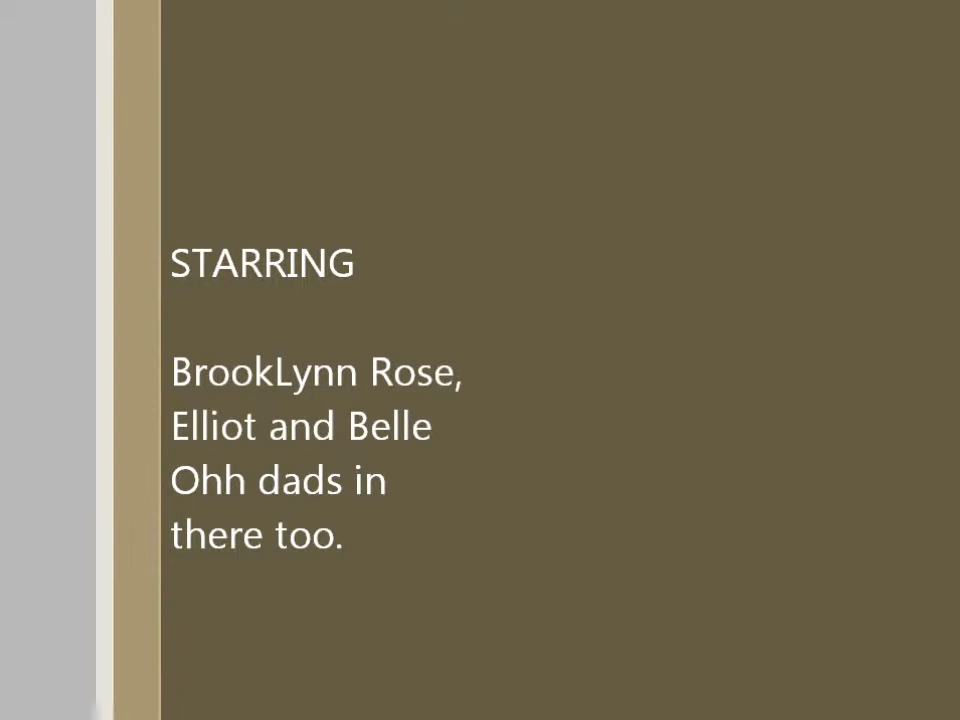 STARRING
BrookLynn Rose,
Elliot and Belle
Ohh dads in
there too.